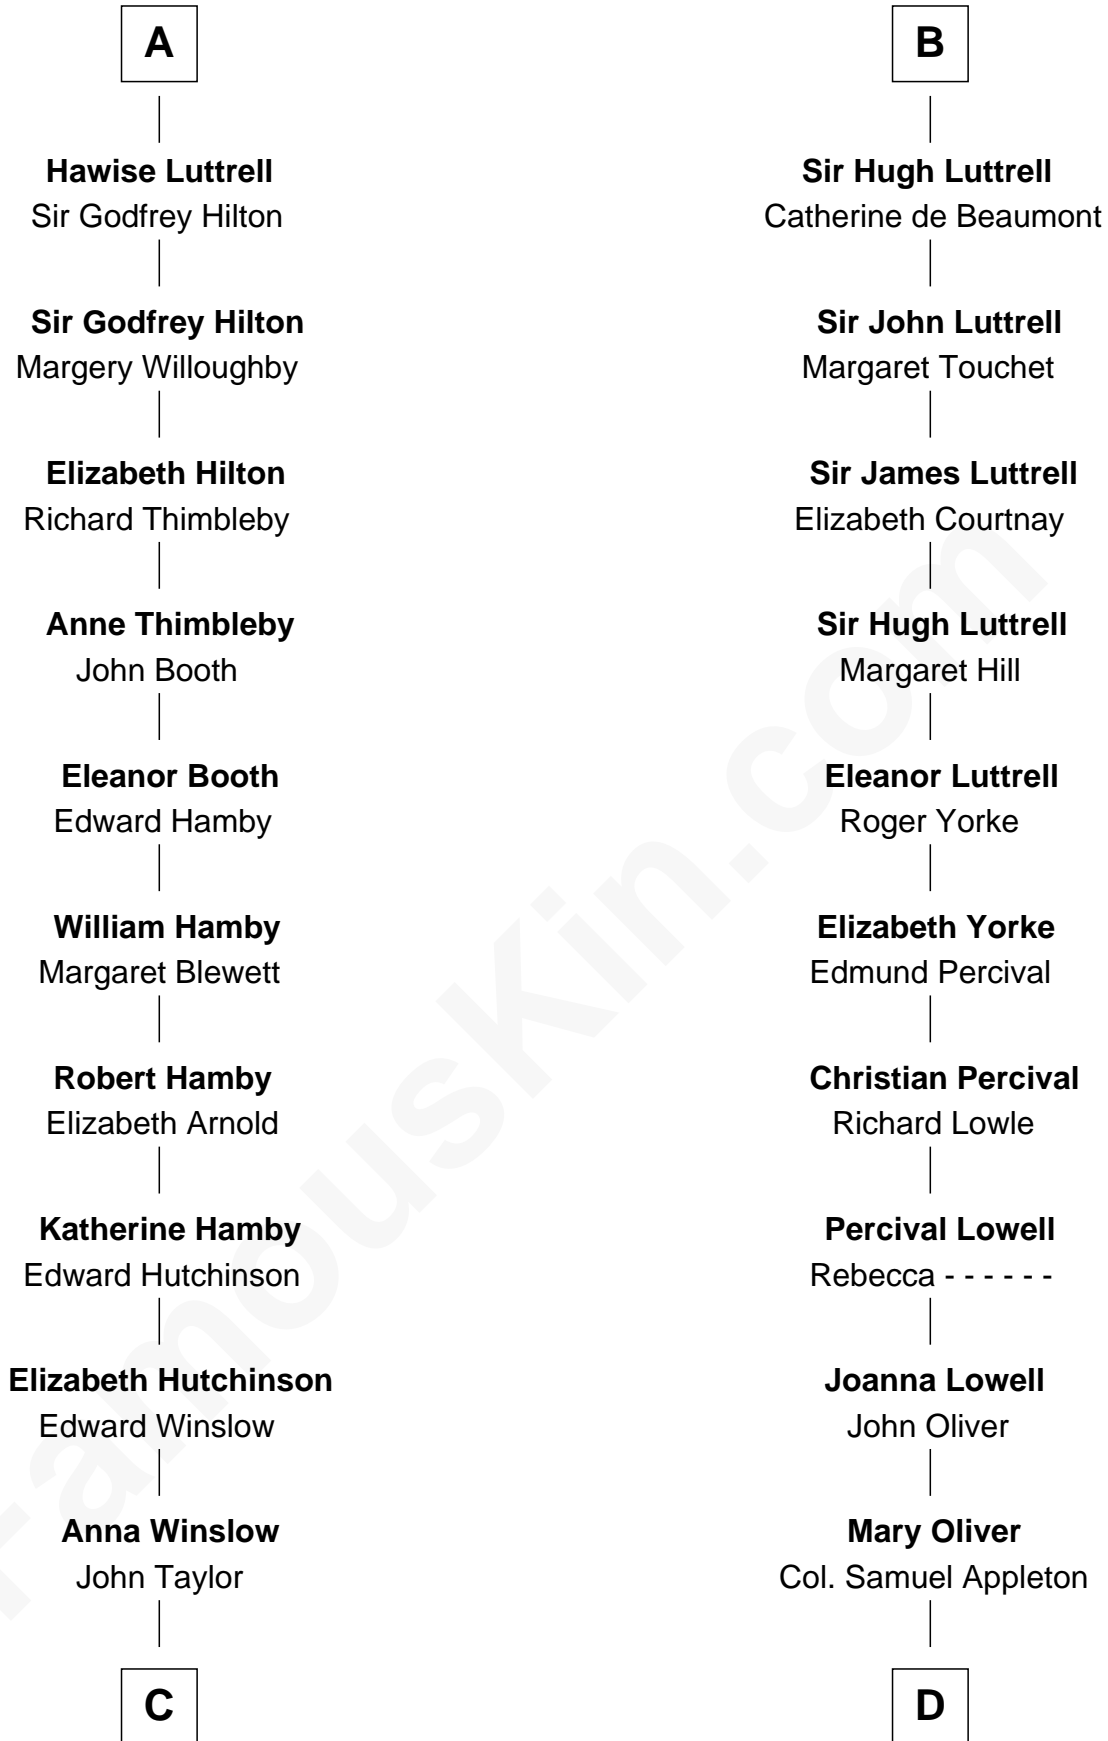 A
Hawise Luttrell
Sir Godfrey Hilton
Sir Godfrey Hilton
Margery Willoughby
Elizabeth Hilton
Richard Thimbleby
Anne Thimbleby
John Booth
Eleanor Booth
Edward Hamby
William Hamby
Margaret Blewett
Robert Hamby
Elizabeth Arnold
Katherine Hamby
Edward Hutchinson
Elizabeth Hutchinson
Edward Winslow
Anna Winslow
John Taylor
C
B
Sir Hugh Luttrell
Catherine de Beaumont
Sir John Luttrell
Margaret Touchet
Sir James Luttrell
Elizabeth Courtnay
Sir Hugh Luttrell
Margaret Hill
Eleanor Luttrell
Roger Yorke
Elizabeth Yorke
Edmund Percival
Christian Percival
Richard Lowle
Percival Lowell
Rebecca - - - - - -
Joanna Lowell
John Oliver
Mary Oliver
Col. Samuel Appleton
D
FamousKin.com